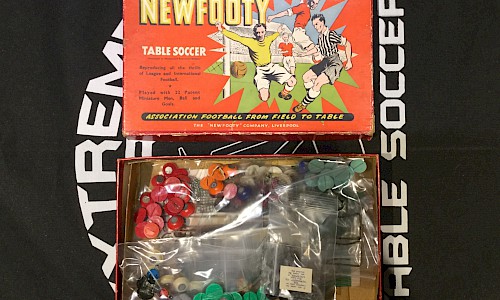 NEWFOOTY
TABLE SOCCER
Reproducing all the thrills
of League and International
Football.
Played with 22 Patent
Miniature Men, Ball and
Goals
ASSOCIATION FOOTBALL FROM FIELD TO TABLE
THE "NEWFOOTY" COMPANY, LIVERPOOL
EXTREME
TABLE SOCCER